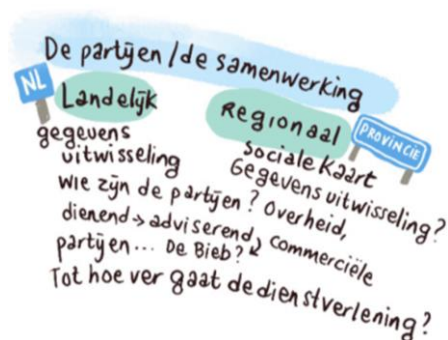 De partijen / de samenwerking
NL
Landelijk
gegevens
uitwisseling
Regionaal
PROVINCIE
Sociale Kaart
Gegevens uitwisseling?
wie zijn de partijen? Overheid,
dienend → adviserend, commerciële
partijen... De Bieb?
Tot hoe ver gaat de dienstverlening?